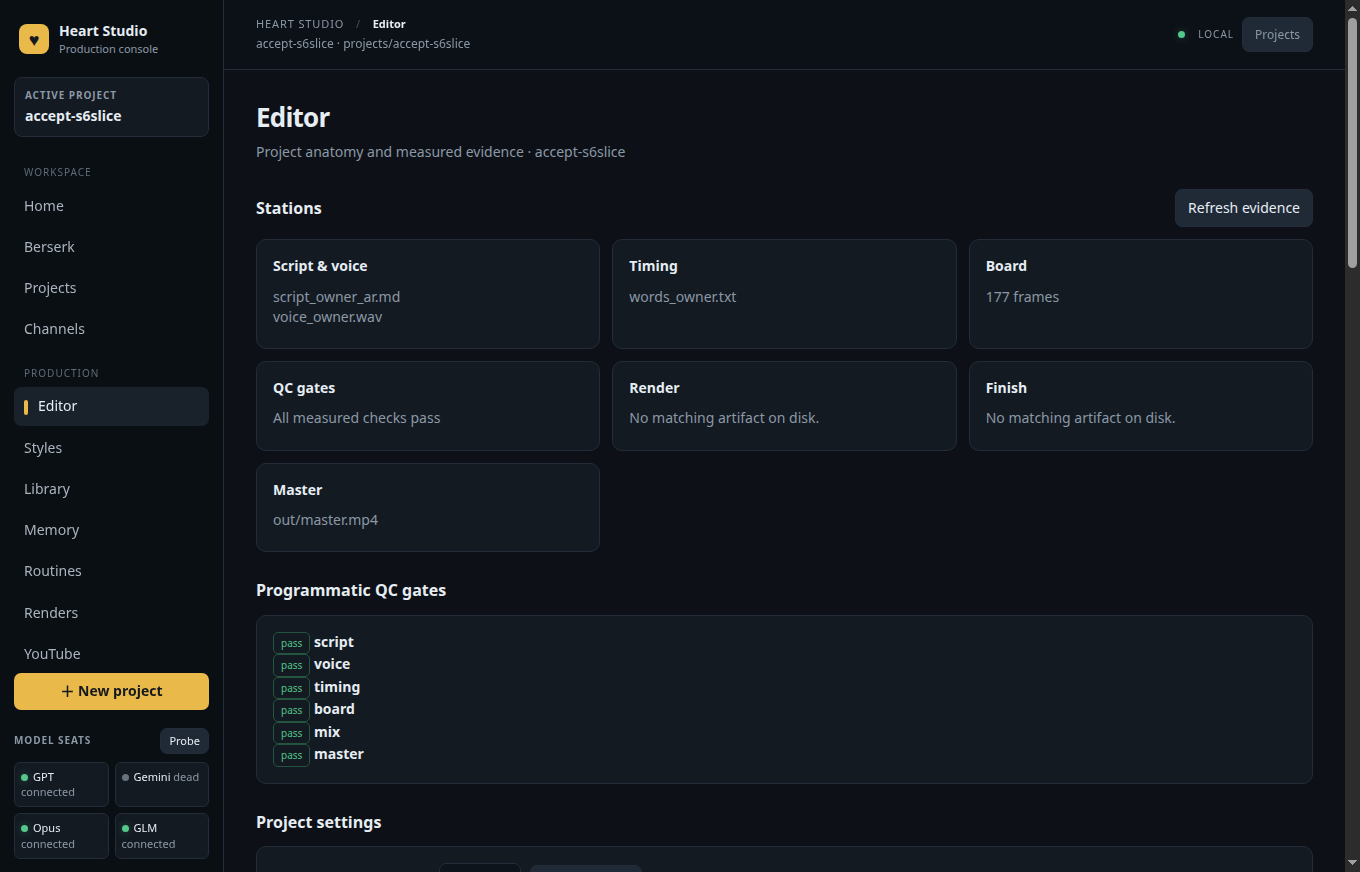 Heart Studio
Production console
ACTIVE PROJECT
accept-s6slice
WORKSPACE
Home
Berserk
Projects
Channels
PRODUCTION
Editor
Styles
Library
Memory
Routines
Renders
YouTube
+ New project
MODEL SEATS
Probe
GPT
connected
Gemini dead
Opus
connected
GLM
connected
HEART STUDIO / Editor
accept-s6slice · projects/accept-s6slice
LOCAL
Projects
Editor
Project anatomy and measured evidence · accept-s6slice
Stations
Refresh evidence
Script & voice
script_owner_ar.md
voice_owner.wav
Timing
words_owner.txt
Board
177 frames
QC gates
All measured checks pass
Render
No matching artifact on disk.
Finish
No matching artifact on disk.
Master
out/master.mp4
Programmatic QC gates
pass script
pass voice
pass timing
pass board
pass mix
pass master
Project settings